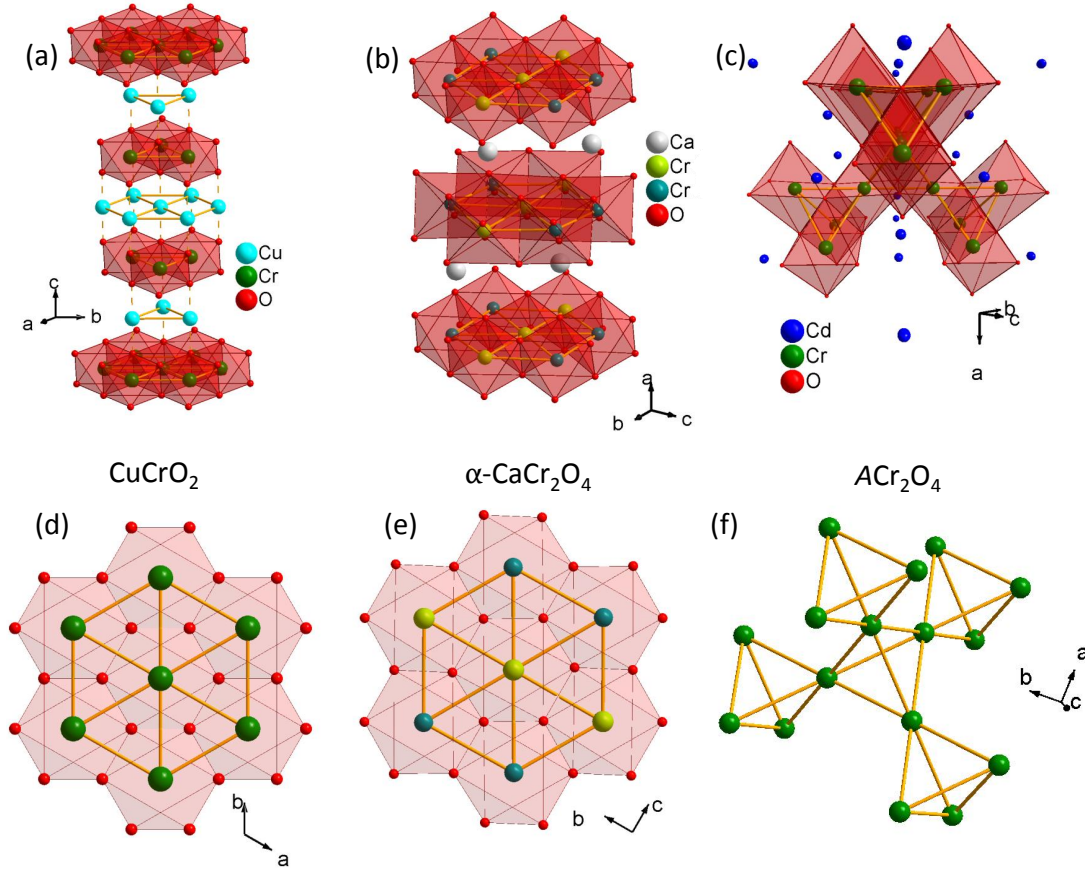 (a)
Cu
Cr
O
c
a
b
(b)
Ca
Cr
Cr
O
a
b
c
(c)
Cd
Cr
O
b
c
a
CuCrO₂
α-CaCr₂O₄
ACr₂O₄
(d)
b
a
(e)
b
c
(f)
a
b
c